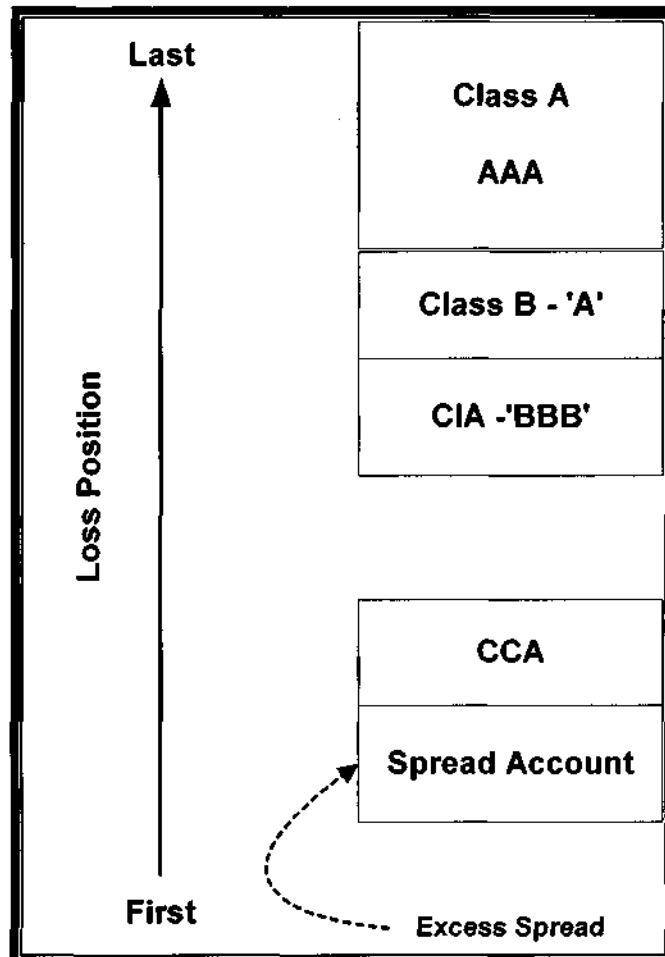 Last
Class A
AAA
Class B - 'A'
CIA -'BBB'
Loss Position
CCA
Spread Account
First
Excess Spread